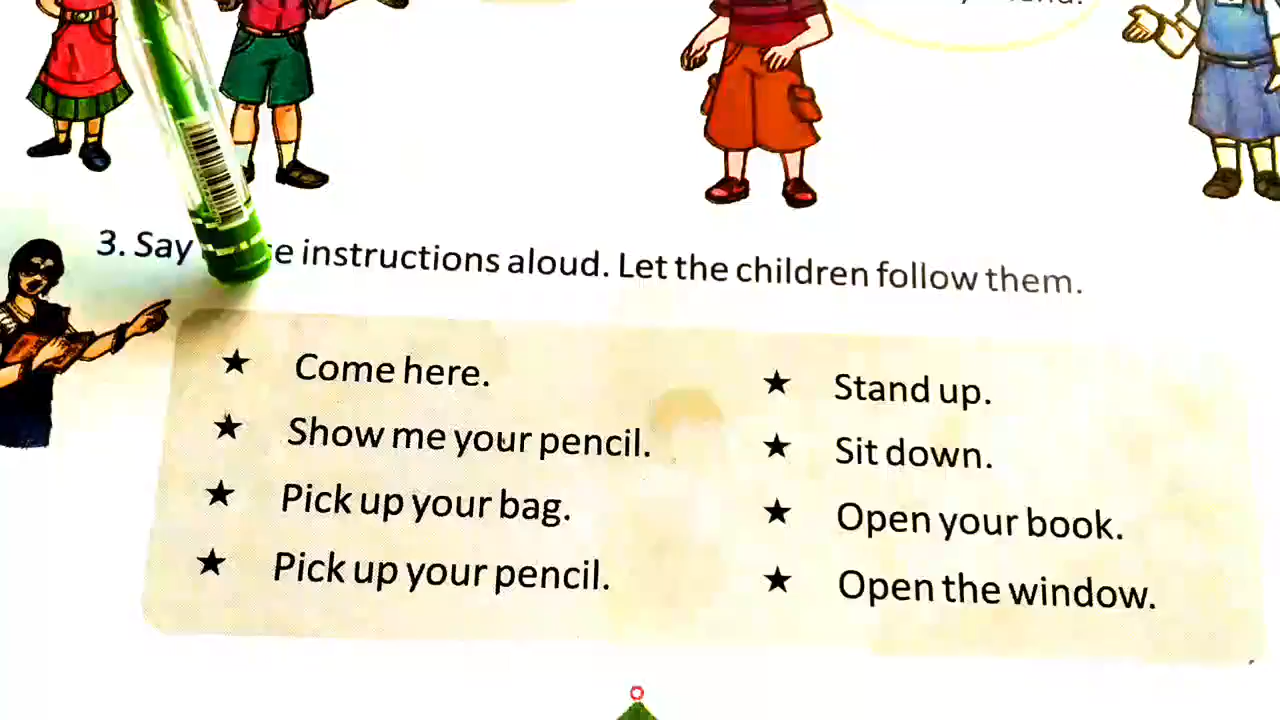 3. Say instructions aloud. Let the children follow them.
★ Come here.
★ Show me your pencil.
★ Pick up your bag.
★ Pick up your pencil.
★ Stand up.
★ Sit down.
★ Open your book.
★ Open the window.